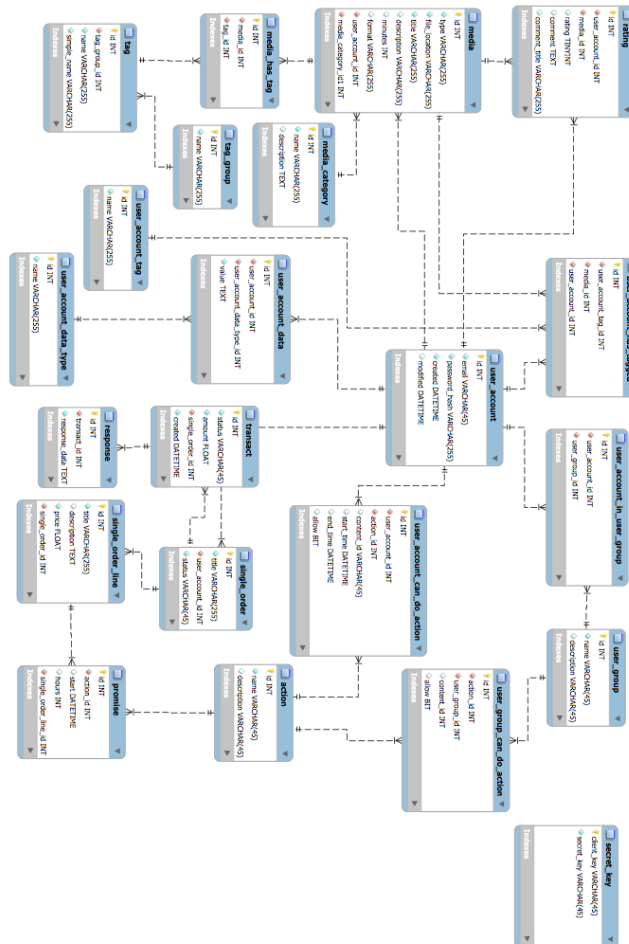 rating
id INT
user_account_id INT
media_id INT
rating TINYINT
comment TEXT
comment_title VARCHAR(255)
Indexes
id INT
user_account_tag_id INT
media_id INT
user_account_id INT
Indexes
user_account_in_user_group
id INT
user_account_id INT
user_group_id INT
Indexes
user_group
id INT
name VARCHAR(45)
description VARCHAR(45)
Indexes
secret_key
client_key VARCHAR(45)
secret_key VARCHAR(45)
Indexes
media
id INT
type VARCHAR(255)
file_location VARCHAR(255)
title VARCHAR(255)
description VARCHAR(255)
minutes INT
format VARCHAR(255)
user_account_id INT
media_category_id1 INT
Indexes
user_account
id INT
email VARCHAR(45)
password_hash VARCHAR(255)
created DATETIME
modified DATETIME
Indexes
user_account_can_do_action
id INT
user_account_id INT
action_id INT
content_id VARCHAR(45)
start_time DATETIME
end_time DATETIME
allow BIT
Indexes
user_group_can_do_action
id INT
action_id INT
user_group_id INT
content_id INT
allow BIT
Indexes
media_has_tag
id INT
media_id INT
tag_id INT
Indexes
media_category
id INT
name VARCHAR(255)
description TEXT
Indexes
user_account_data
id INT
user_account_id INT
user_account_data_type_id INT
value TEXT
Indexes
transact
id INT
status VARCHAR(45)
amount FLOAT
single_order_id INT
created DATETIME
Indexes
single_order
id INT
title VARCHAR(255)
user_account_id INT
status VARCHAR(45)
Indexes
action
id INT
name VARCHAR(45)
description VARCHAR(45)
Indexes
tag
id INT
tag_group_id INT
name VARCHAR(255)
simple_name VARCHAR(255)
Indexes
tag_group
id INT
name VARCHAR(255)
Indexes
user_account_tag
id INT
name VARCHAR(255)
Indexes
user_account_data_type
id INT
name VARCHAR(255)
Indexes
response
id INT
transact_id INT
response_data TEXT
Indexes
single_order_line
id INT
title VARCHAR(255)
description TEXT
price FLOAT
single_order_id INT
Indexes
promise
id INT
action_id INT
start DATETIME
hours INT
single_order_line_id INT
Indexes